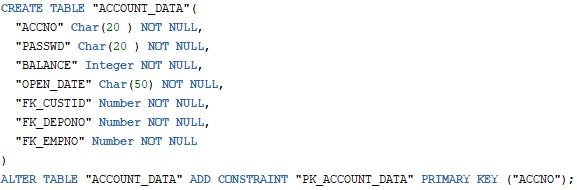 CREATE TABLE "ACCOUNT_DATA"(
"ACCNO" Char(20 ) NOT NULL,
"PASSWD" Char(20 ) NOT NULL,
"BALANCE" Integer NOT NULL,
"OPEN_DATE" Char(50) NOT NULL,
"FK_CUSTID" Number NOT NULL,
"FK_DEPONO" Number NOT NULL,
"FK_EMPNO" Number NOT NULL
)
ALTER TABLE "ACCOUNT_DATA" ADD CONSTRAINT "PK_ACCOUNT_DATA" PRIMARY KEY ("ACCNO");